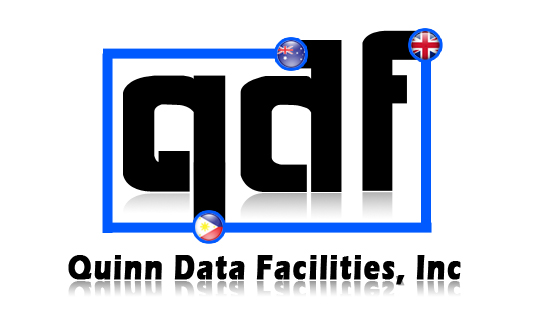 qdf
Quinn Data Facilities, Inc